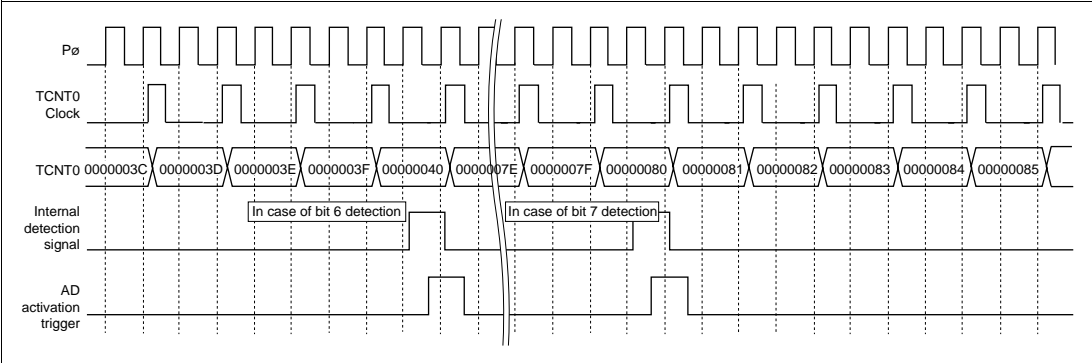 Pø
TCNT0
Clock
TCNT0 0000003C 0000003D 0000003E 0000003F 00000040 0000007E 0000007F 00000080 00000081 00000082 00000083 00000084 00000085
Internal
detection
signal
In case of bit 6 detection In case of bit 7 detection
AD
activation
trigger